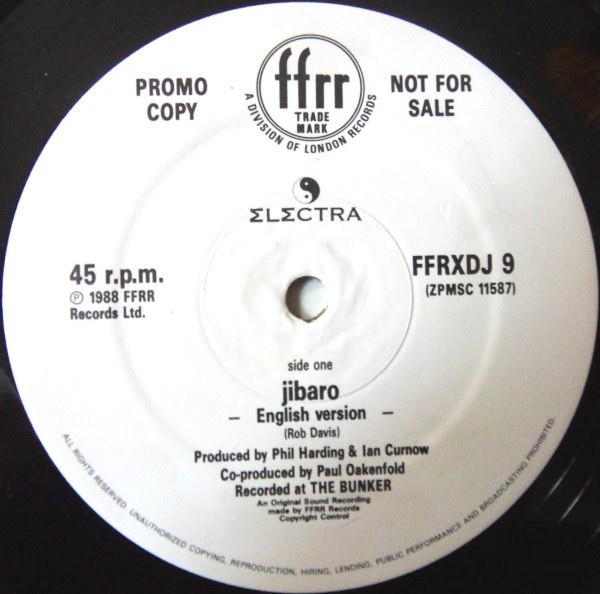 PROMO COPY
ffrr
TRADE
MARK
A DIVISION OF LONDON RECORDS
NOT FOR SALE
ΣLΣCTRA
45 r.p.m.
℗ 1988 FFRR
Records Ltd.
FFRXDJ 9
(ZPMSC 11587)
side one
jibaro
– English version –
(Rob Davis)
Produced by Phil Harding & Ian Curnow
Co-produced by Paul Oakenfold
Recorded at THE BUNKER
An Original Sound Recording
made by FFRR Records
Copyright Control
ALL RIGHTS RESERVED. UNAUTHORIZED COPYING, REPRODUCTION, HIRING, LENDING, PUBLIC PERFORMANCE AND BROADCASTING PROHIBITED.